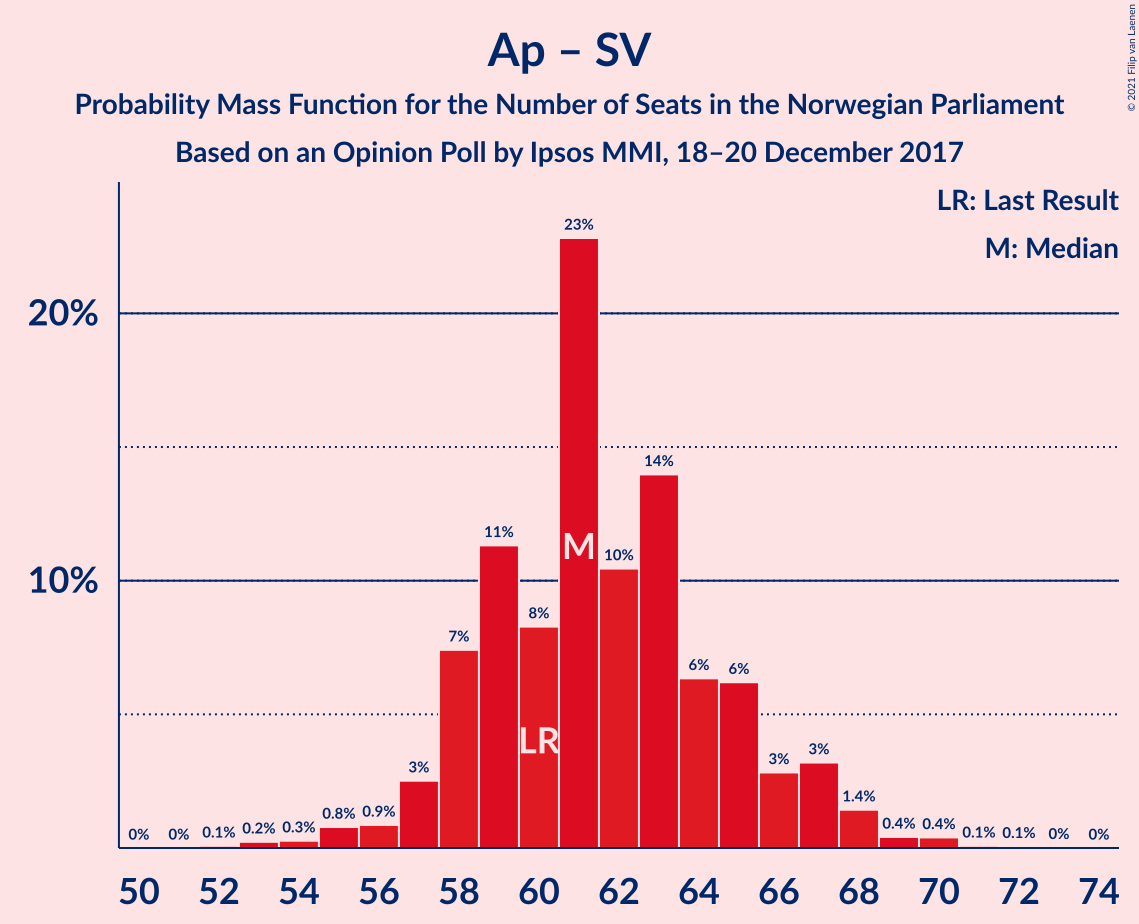 Ap – SV
Probability Mass Function for the Number of Seats in the Norwegian Parliament
Based on an Opinion Poll by Ipsos MMI, 18–20 December 2017
© 2021 Filip van Laenen
LR: Last Result
M: Median
20%
10%
0% 0% 0.1% 0.2% 0.3% 0.8% 0.9% 3% 7% 11% 8% 23% 10% 14% 6% 6% 3% 3% 1.4% 0.4% 0.4% 0.1% 0.1% 0% 0%
M
LR
50 52 54 56 58 60 62 64 66 68 70 72 74